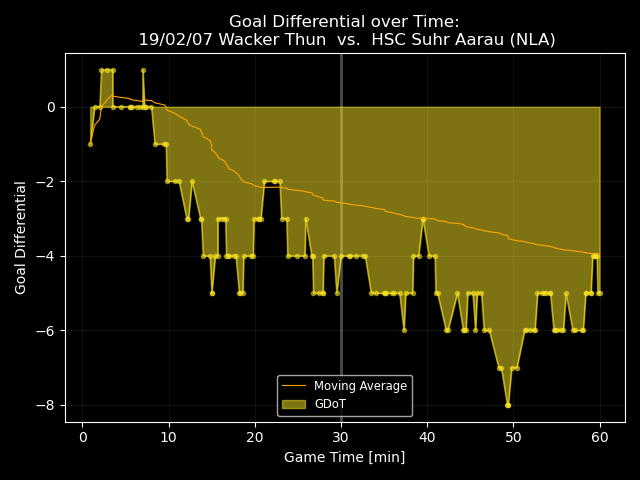 Goal Differential over Time:
19/02/07 Wacker Thun  vs.  HSC Suhr Aarau (NLA)
Goal Differential
0
−2
−4
−6
−8
Moving Average
GDoT
0 10 20 30 40 50 60
Game Time [min]